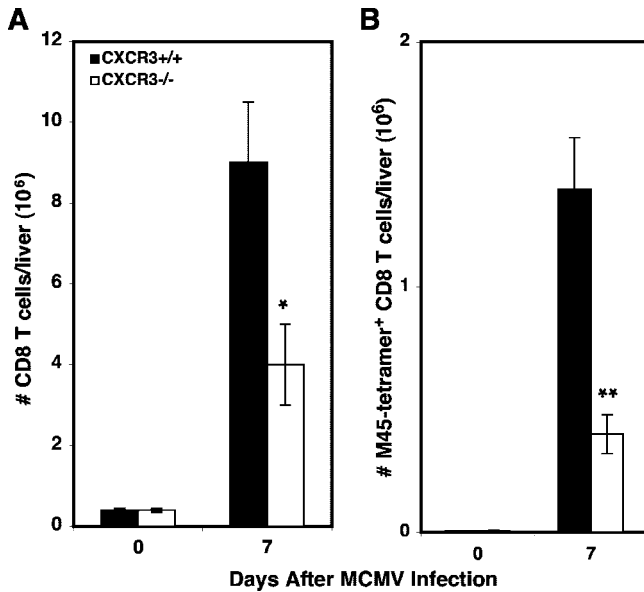 A
12
10
8
6
4
2
0
# CD8 T cells/liver (10⁶)
CXCR3+/+
CXCR3-/-
*
0
7
B
2
1
0
# M45-tetramer⁺ CD8 T cells/liver (10⁶)
**
0
7
Days After MCMV Infection